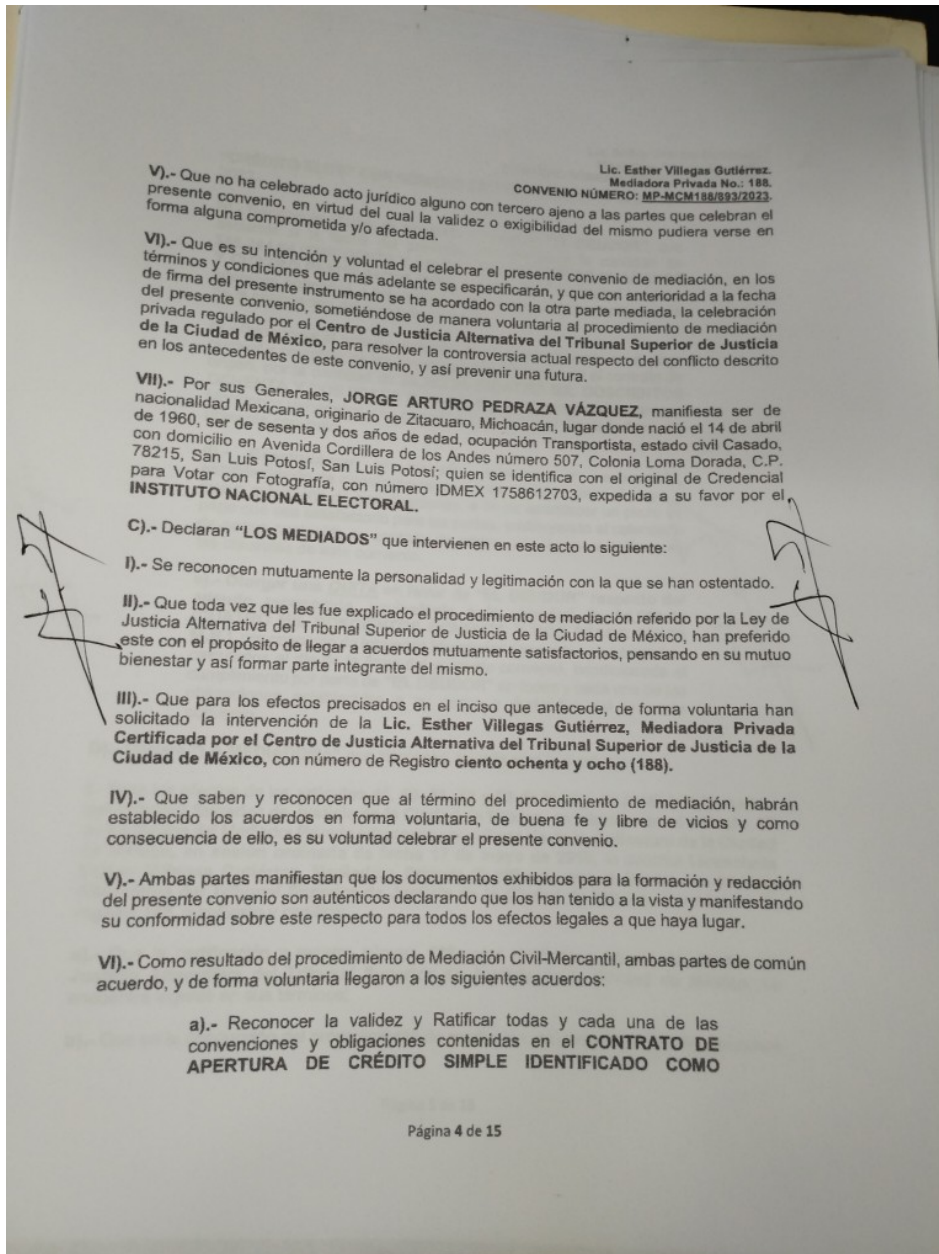 Lic. Esther Villegas Gutiérrez.
Mediadora Privada No.: 188.
CONVENIO NÚMERO: MP-MCM188/893/2023.
V).- Que no ha celebrado acto jurídico alguno con tercero ajeno a las partes que celebran el
presente convenio, en virtud del cual la validez o exigibilidad del mismo pudiera verse en
forma alguna comprometida y/o afectada.
VI).- Que es su intención y voluntad el celebrar el presente convenio de mediación, en los
términos y condiciones que más adelante se especificarán, y que con anterioridad a la fecha
de firma del presente instrumento se ha acordado con la otra parte mediada, la celebración
del presente convenio, sometiéndose de manera voluntaria al procedimiento de mediación
privada regulado por el Centro de Justicia Alternativa del Tribunal Superior de Justicia
de la Ciudad de México, para resolver la controversia actual respecto del conflicto descrito
en los antecedentes de este convenio, y así prevenir una futura.
VII).- Por sus Generales, JORGE ARTURO PEDRAZA VÁZQUEZ, manifiesta ser de
nacionalidad Mexicana, originario de Zitacuaro, Michoacán, lugar donde nació el 14 de abril
de 1960, ser de sesenta y dos años de edad, ocupación Transportista, estado civil Casado,
con domicilio en Avenida Cordillera de los Andes número 507, Colonia Loma Dorada, C.P.
78215, San Luis Potosí, San Luis Potosí; quien se identifica con el original de Credencial
para Votar con Fotografía, con número IDMEX 1758612703, expedida a su favor por el
INSTITUTO NACIONAL ELECTORAL.
C).- Declaran "LOS MEDIADOS" que intervienen en este acto lo siguiente:
I).- Se reconocen mutuamente la personalidad y legitimación con la que se han ostentado.
II).- Que toda vez que les fue explicado el procedimiento de mediación referido por la Ley de
Justicia Alternativa del Tribunal Superior de Justicia de la Ciudad de México, han preferido
este con el propósito de llegar a acuerdos mutuamente satisfactorios, pensando en su mutuo
bienestar y así formar parte integrante del mismo.
III).- Que para los efectos precisados en el inciso que antecede, de forma voluntaria han
solicitado la intervención de la Lic. Esther Villegas Gutiérrez, Mediadora Privada
Certificada por el Centro de Justicia Alternativa del Tribunal Superior de Justicia de la
Ciudad de México, con número de Registro ciento ochenta y ocho (188).
IV).- Que saben y reconocen que al término del procedimiento de mediación, habrán
establecido los acuerdos en forma voluntaria, de buena fe y libre de vicios y como
consecuencia de ello, es su voluntad celebrar el presente convenio.
V).- Ambas partes manifiestan que los documentos exhibidos para la formación y redacción
del presente convenio son auténticos declarando que los han tenido a la vista y manifestando
su conformidad sobre este respecto para todos los efectos legales a que haya lugar.
VI).- Como resultado del procedimiento de Mediación Civil-Mercantil, ambas partes de común
acuerdo, y de forma voluntaria llegaron a los siguientes acuerdos:
a).- Reconocer la validez y Ratificar todas y cada una de las
convenciones y obligaciones contenidas en el CONTRATO DE
APERTURA DE CRÉDITO SIMPLE IDENTIFICADO COMO
Página 4 de 15